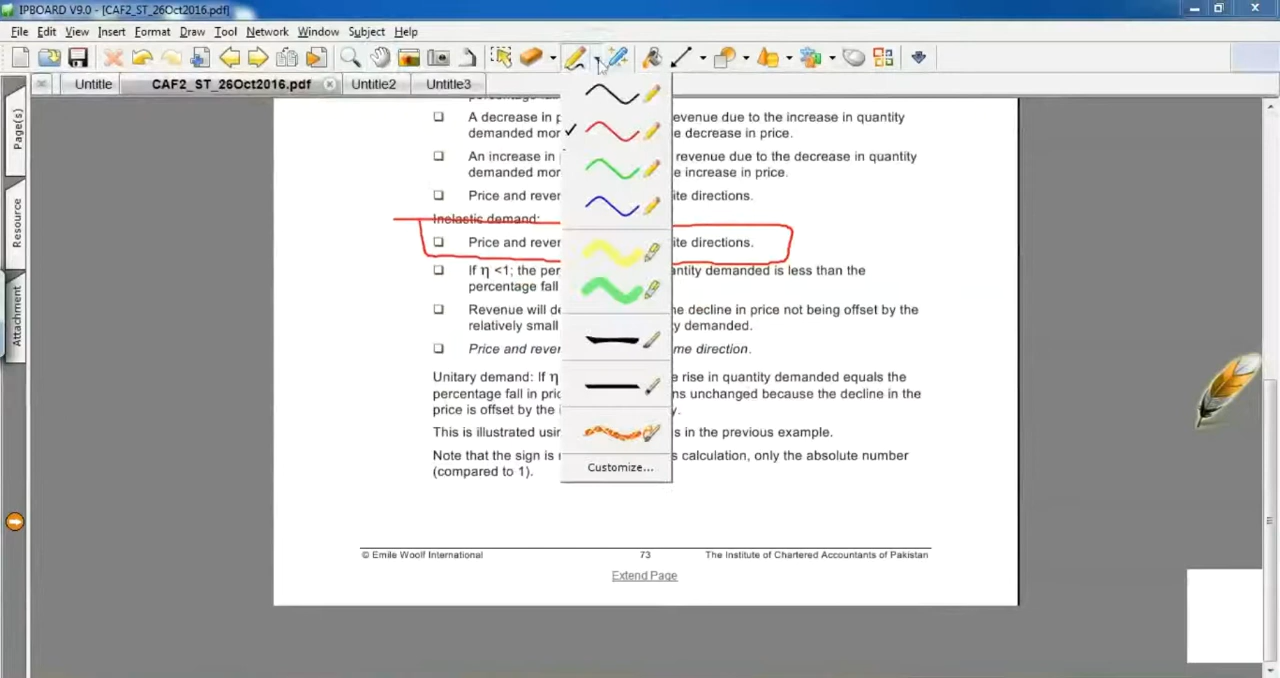 IPBOARD V9.0 - [CAF2_ST_26Oct2016.pdf]
File Edit View Insert Format Draw Tool Network Window Subject Help
Untitle CAF2_ST_26Oct2016.pdf Untitle2 Untitle3
Page(s)
Resource
Attachment
A decrease in p evenue due to the increase in quantity
demanded mor e decrease in price.
An increase in revenue due to the decrease in quantity
demanded mor e increase in price.
Price and rever ite directions.
Inelastic demand:
Price and rever ite directions.
If η <1; the per antity demanded is less than the
percentage fall
Revenue will de he decline in price not being offset by the
relatively small y demanded.
Price and rever me direction.
Unitary demand: If η e rise in quantity demanded equals the
percentage fall in pric ns unchanged because the decline in the
price is offset by the i y.
This is illustrated usin s in the previous example.
Note that the sign is s calculation, only the absolute number
(compared to 1).
Customize...
© Emile Woolf International 73 The Institute of Chartered Accountants of Pakistan
Extend Page